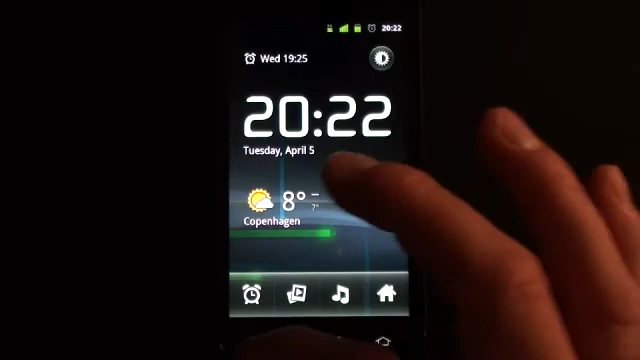 20:22
Wed 19:25
20:22
Tuesday, April 5
8° –
7°
Copenhagen